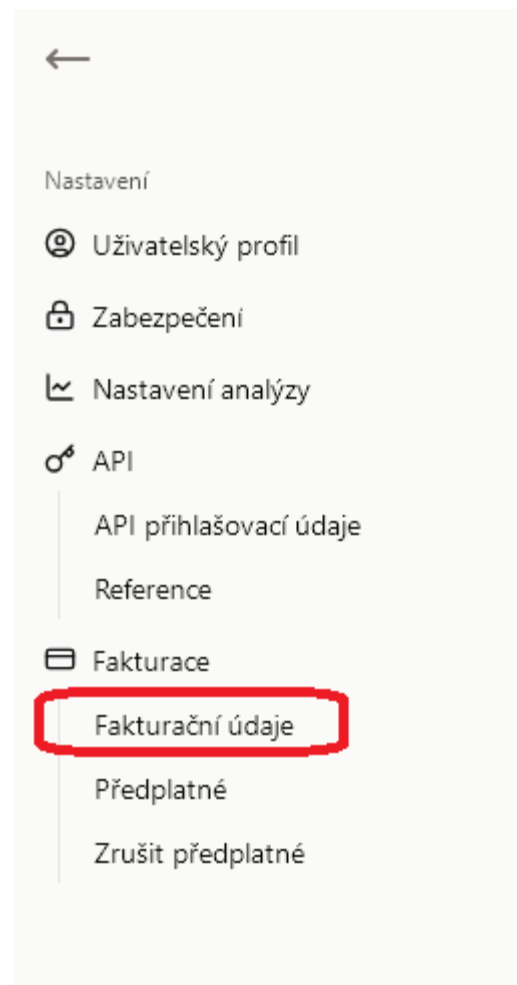 Nastavení
Uživatelský profil
Zabezpečení
Nastavení analýzy
API
API přihlašovací údaje
Reference
Fakturace
Fakturační údaje
Předplatné
Zrušit předplatné